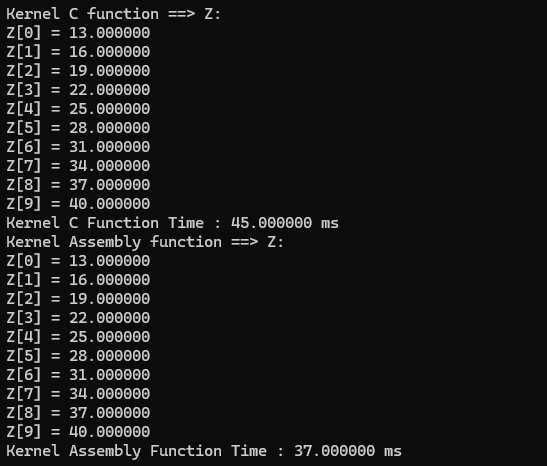 Kernel C function ==> Z:
Z[0] = 13.000000
Z[1] = 16.000000
Z[2] = 19.000000
Z[3] = 22.000000
Z[4] = 25.000000
Z[5] = 28.000000
Z[6] = 31.000000
Z[7] = 34.000000
Z[8] = 37.000000
Z[9] = 40.000000
Kernel C Function Time : 45.000000 ms
Kernel Assembly function ==> Z:
Z[0] = 13.000000
Z[1] = 16.000000
Z[2] = 19.000000
Z[3] = 22.000000
Z[4] = 25.000000
Z[5] = 28.000000
Z[6] = 31.000000
Z[7] = 34.000000
Z[8] = 37.000000
Z[9] = 40.000000
Kernel Assembly Function Time : 37.000000 ms